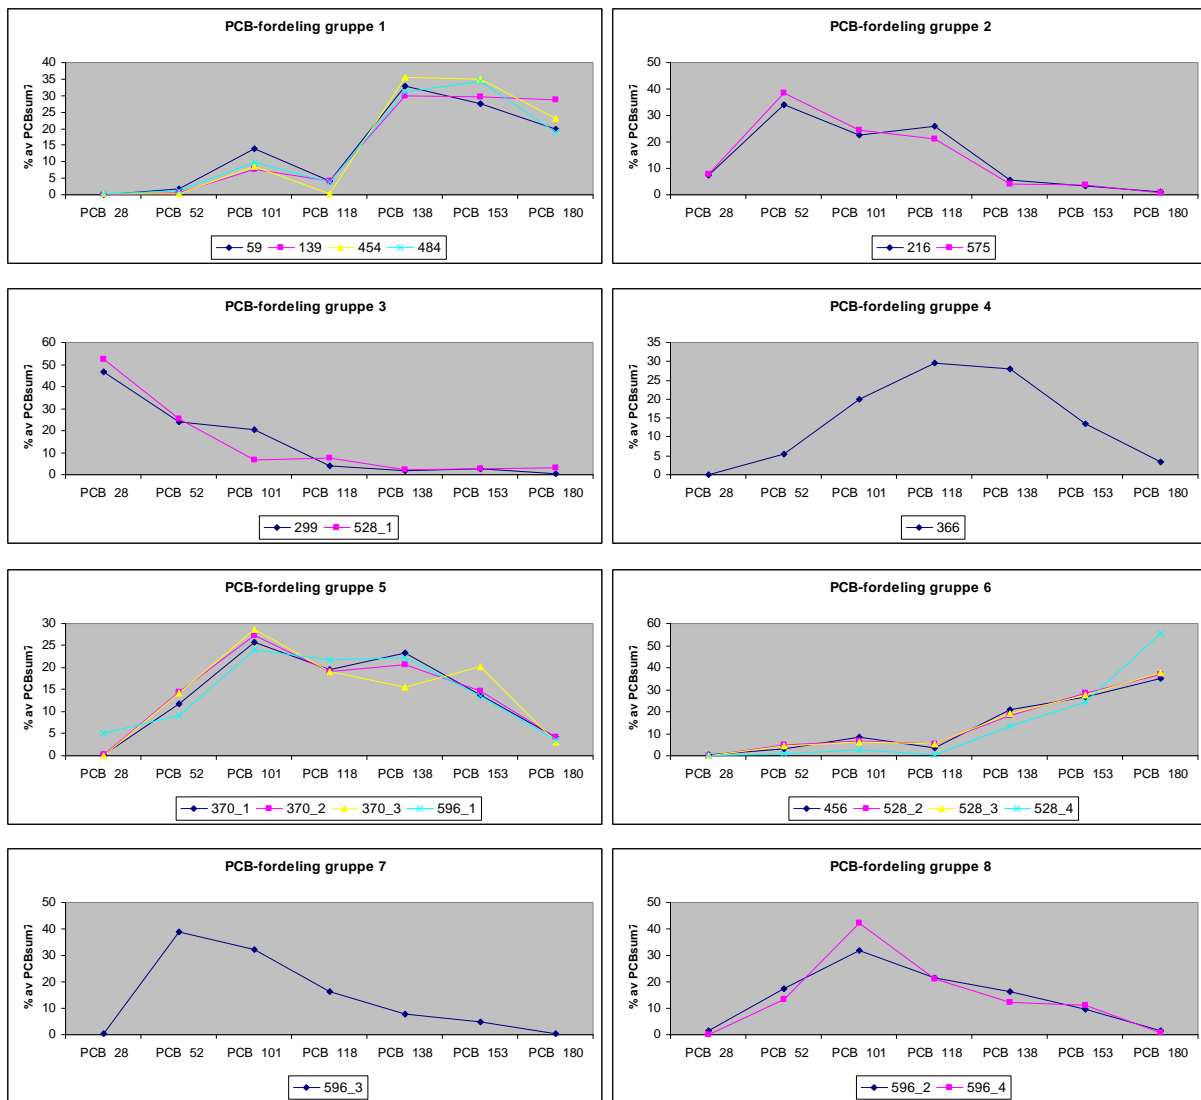 PCB-fordeling gruppe 1
% av PCBsum7
40
35
30
25
20
15
10
5
0
PCB 28 PCB 52 PCB 101 PCB 118 PCB 138 PCB 153 PCB 180
59 139 454 484
PCB-fordeling gruppe 2
% av PCBsum7
50
40
30
20
10
0
PCB 28 PCB 52 PCB 101 PCB 118 PCB 138 PCB 153 PCB 180
216 575
PCB-fordeling gruppe 3
% av PCBsum7
60
50
40
30
20
10
0
PCB 28 PCB 52 PCB 101 PCB 118 PCB 138 PCB 153 PCB 180
299 528_1
PCB-fordeling gruppe 4
% av PCBsum7
35
30
25
20
15
10
5
0
PCB 28 PCB 52 PCB 101 PCB 118 PCB 138 PCB 153 PCB 180
366
PCB-fordeling gruppe 5
% av PCBsum7
30
25
20
15
10
5
0
PCB 28 PCB 52 PCB 101 PCB 118 PCB 138 PCB 153 PCB 180
370_1 370_2 370_3 596_1
PCB-fordeling gruppe 6
% av PCBsum7
60
50
40
30
20
10
0
PCB 28 PCB 52 PCB 101 PCB 118 PCB 138 PCB 153 PCB 180
456 528_2 528_3 528_4
PCB-fordeling gruppe 7
% av PCBsum7
50
40
30
20
10
0
PCB 28 PCB 52 PCB 101 PCB 118 PCB 138 PCB 153 PCB 180
596_3
PCB-fordeling gruppe 8
% av PCBsum7
50
40
30
20
10
0
PCB 28 PCB 52 PCB 101 PCB 118 PCB 138 PCB 153 PCB 180
596_2 596_4